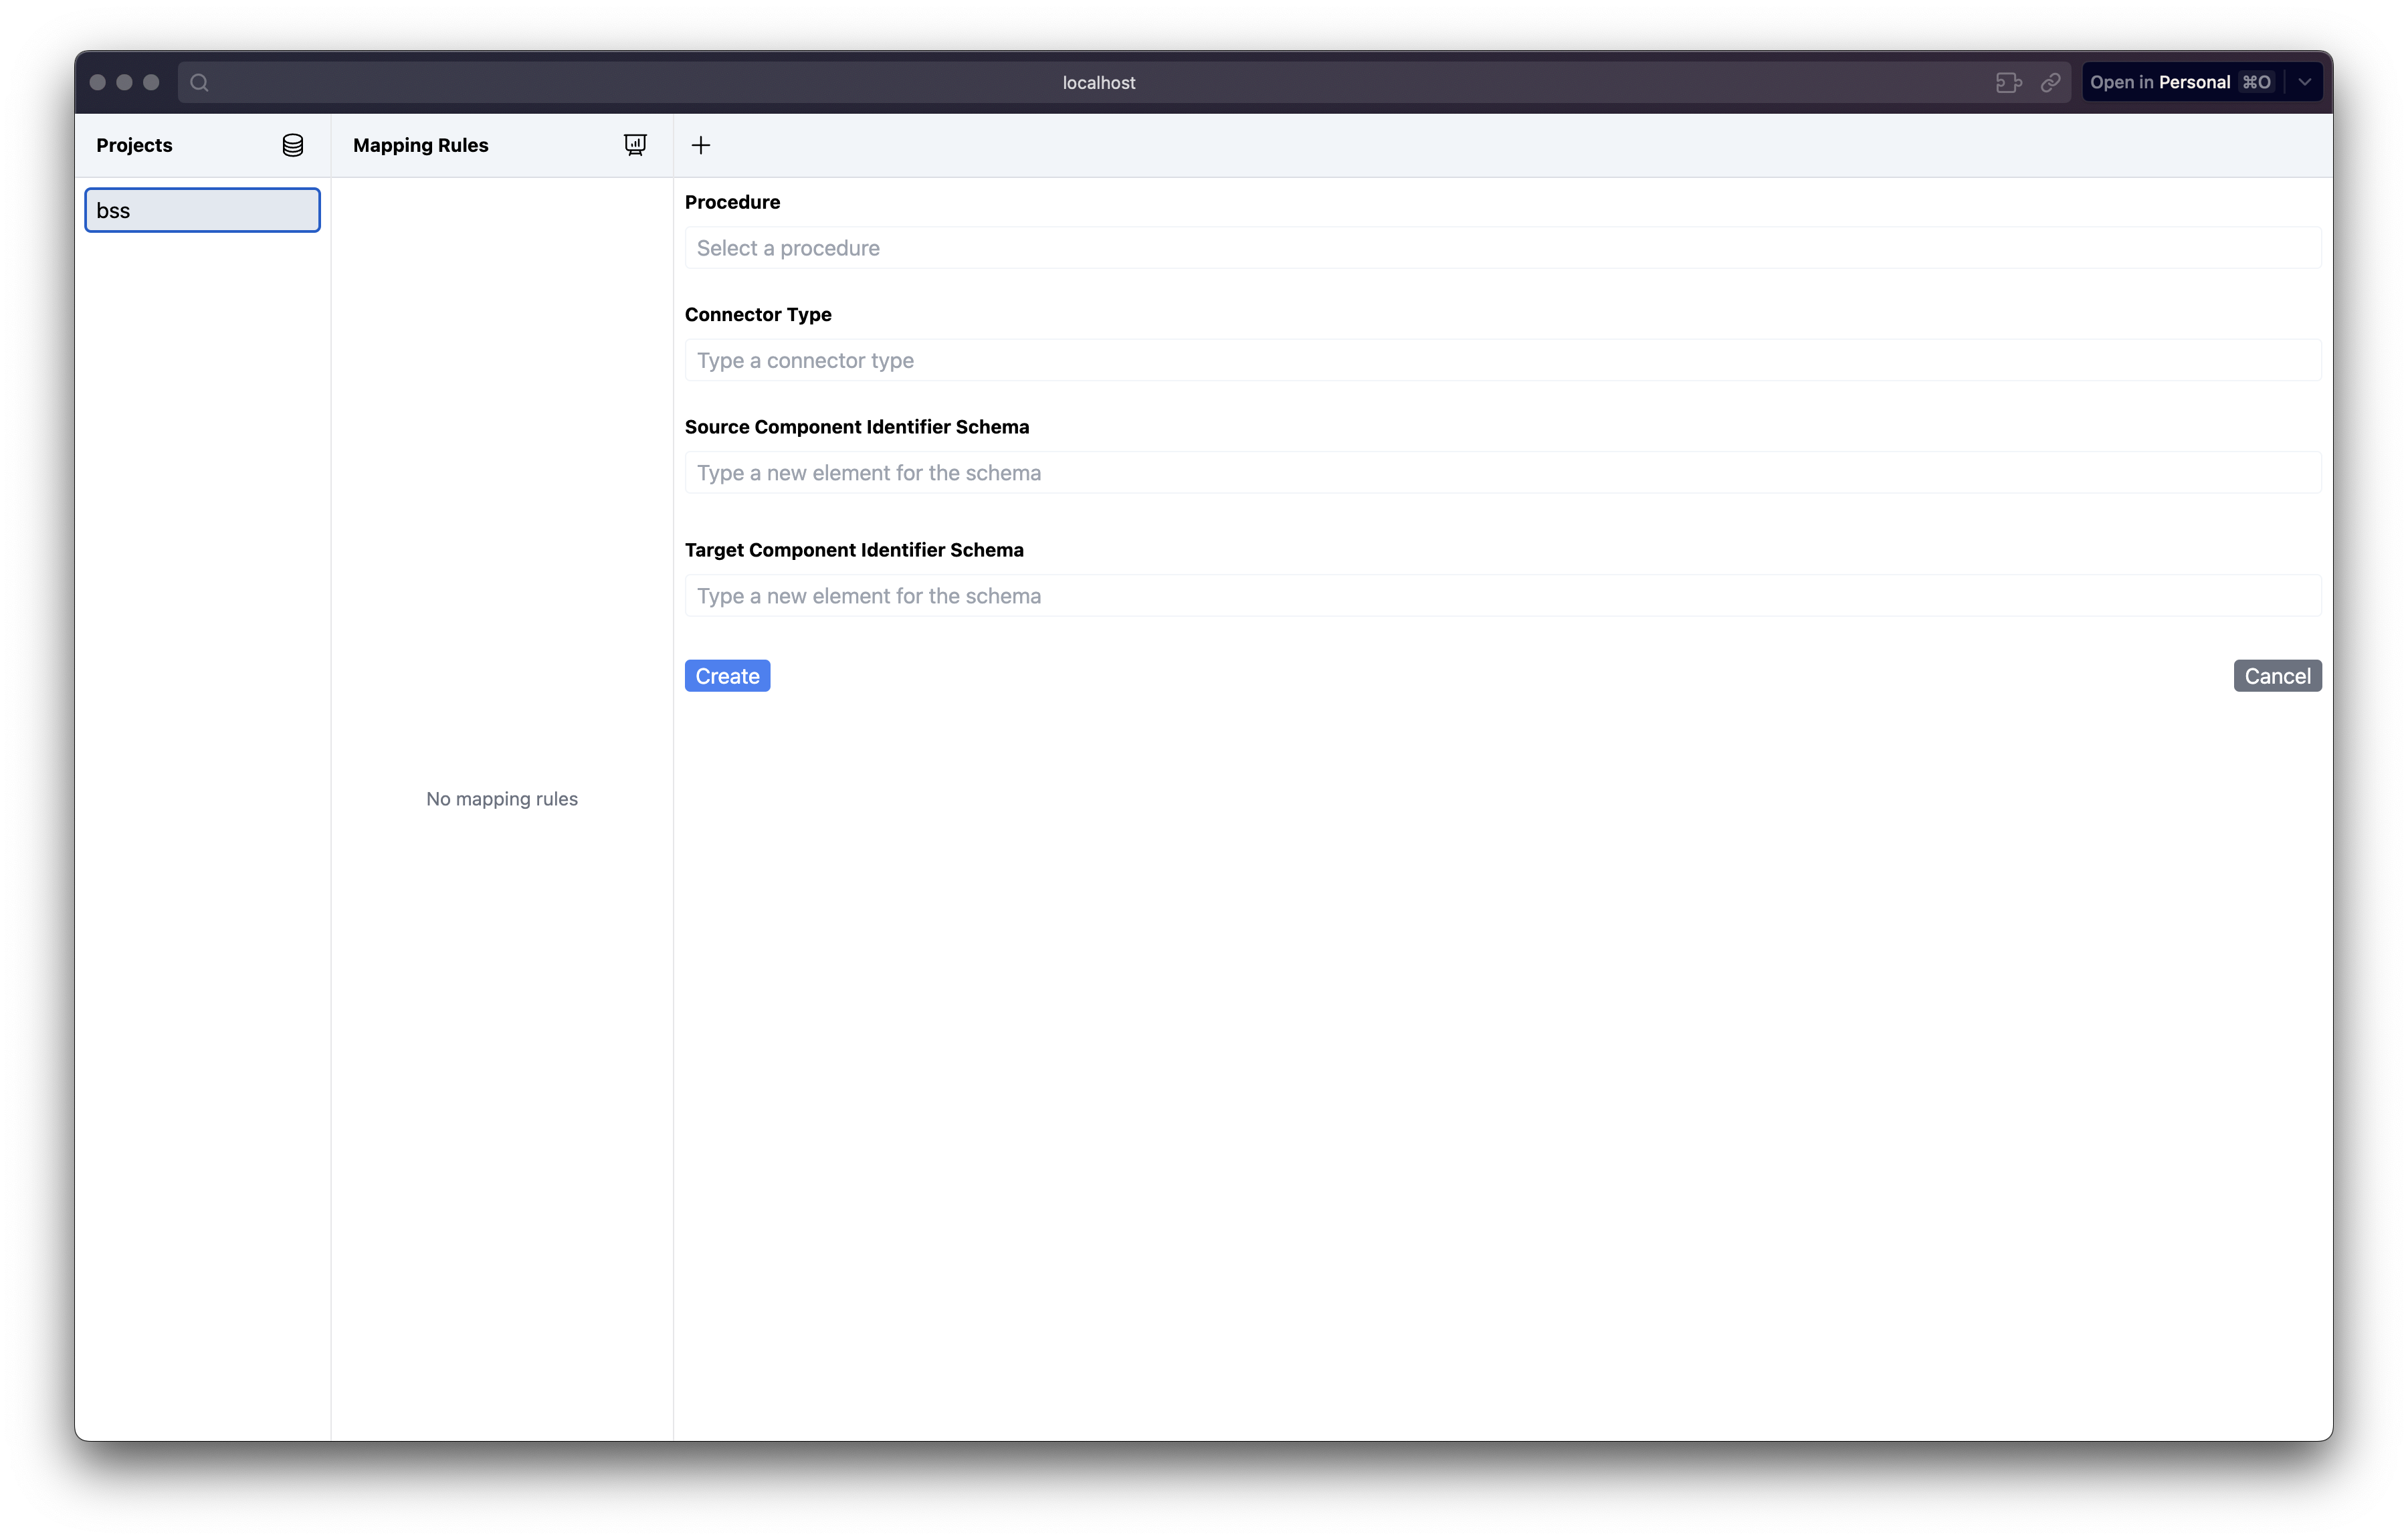 localhost
Open in Personal ⌘O
Projects
Mapping Rules
bss
No mapping rules
Procedure
Select a procedure
Connector Type
Type a connector type
Source Component Identifier Schema
Type a new element for the schema
Target Component Identifier Schema
Type a new element for the schema
Create
Cancel